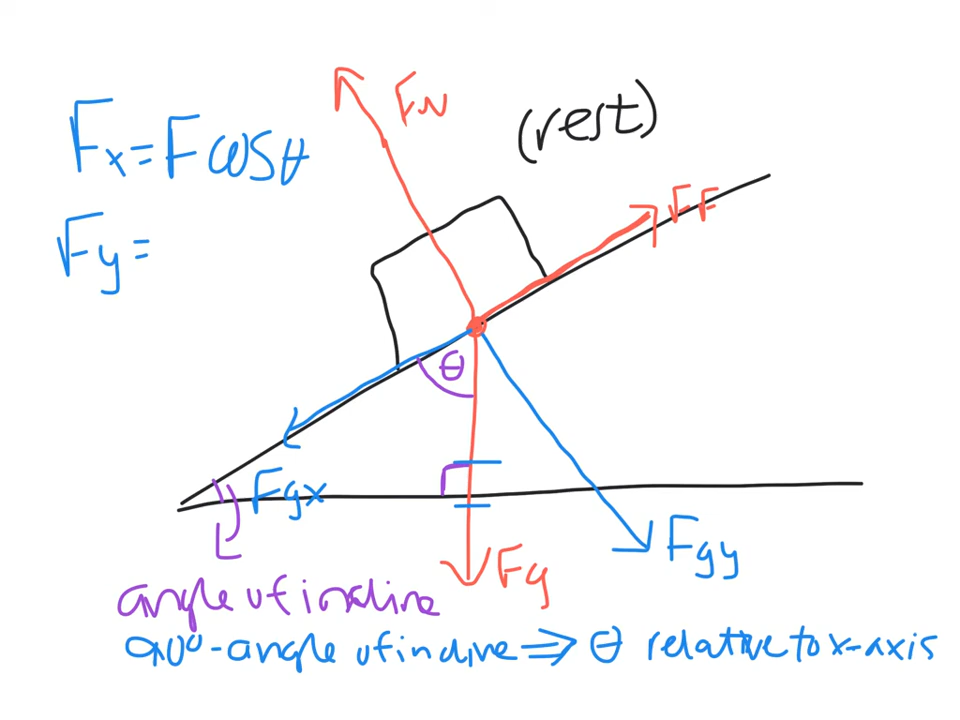 FN
(rest)
Fx=Fcosθ
FF
Fy=
θ
Fgx
Fgy
Fg
angle of incline
90°-angle of incline ⇒ θ relative to x-axis